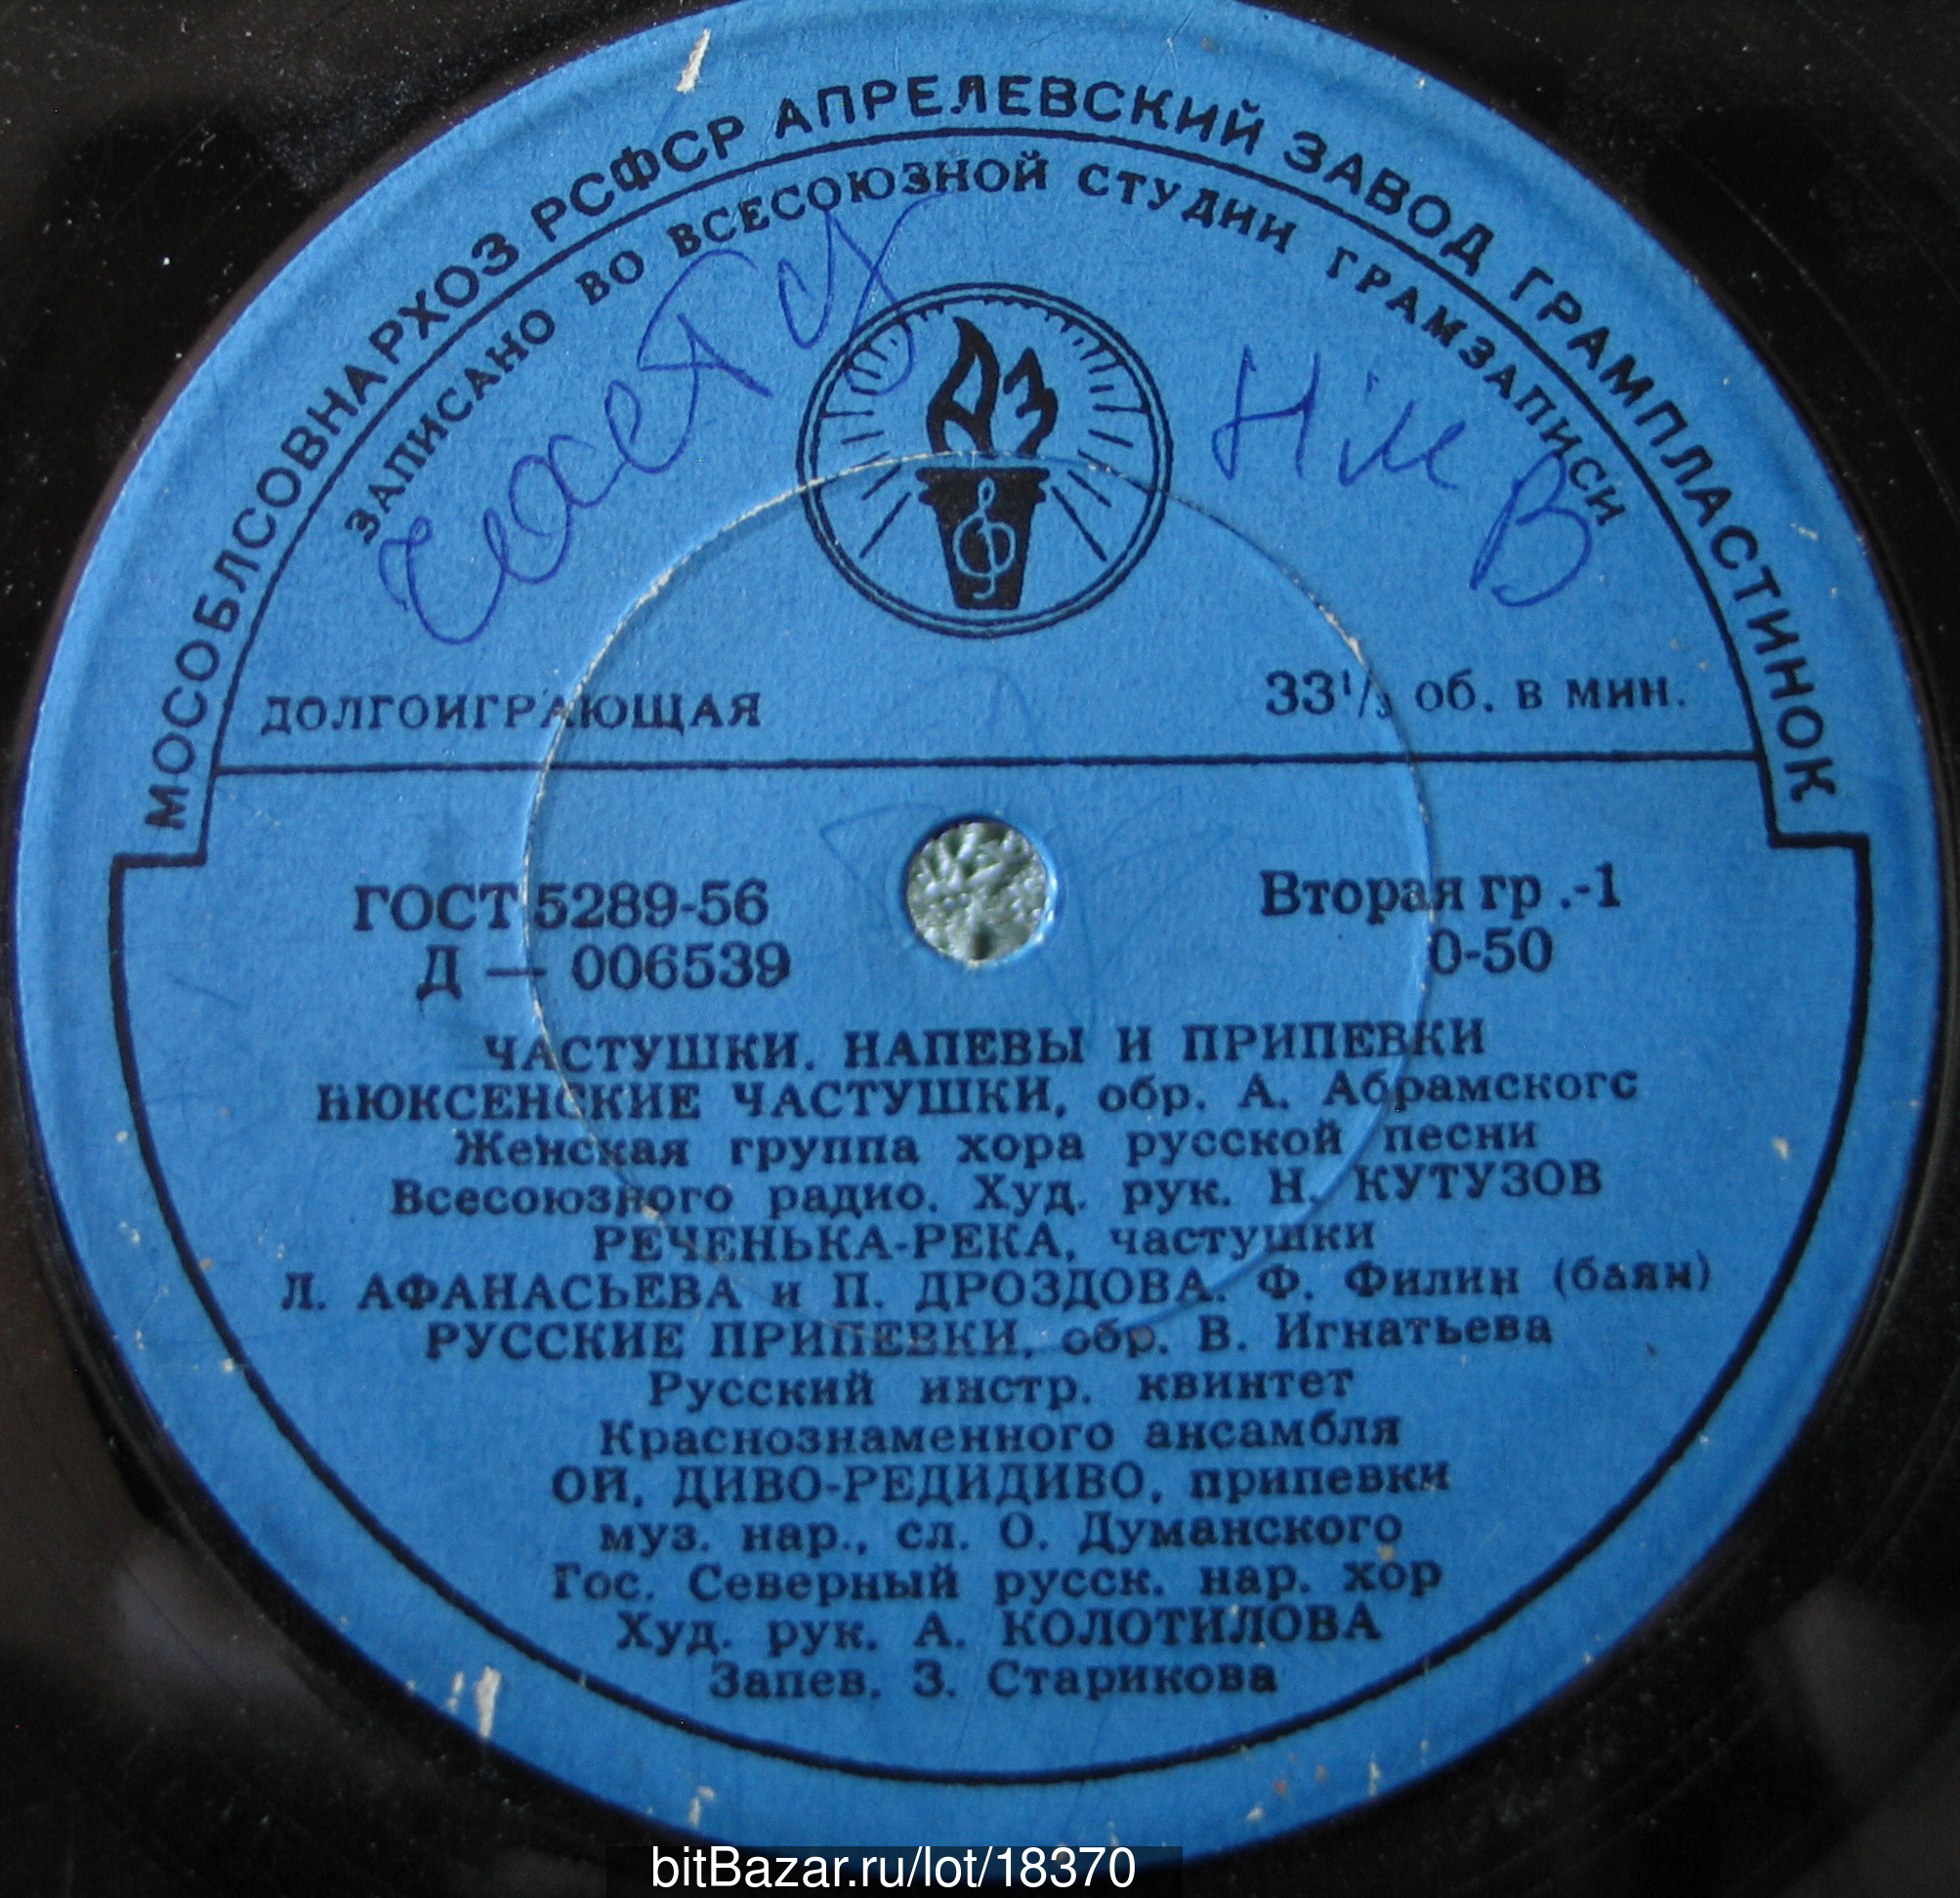 МОСОБЛСОВНАРХОЗ РСФСР АПРЕЛЕВСКИЙ ЗАВОД ГРАМПЛАСТИНОК
ЗАПИСАНО ВО ВСЕСОЮЗНОЙ СТУДИИ ГРАМЗАПИСИ
АЗ
ДОЛГОИГРАЮЩАЯ
33 1/3 об. в мин.
ГОСТ 5289-56
Вторая гр.-1
Д — 006539
0-50
ЧАСТУШКИ. НАПЕВЫ И ПРИПЕВКИ
НЮКСЕНСКИЕ ЧАСТУШКИ, обр. А. Абрамского
Женская группа хора русской песни
Всесоюзного радио. Худ. рук. Н. КУТУЗОВ
РЕЧЕНЬКА-РЕКА, частушки
Л. АФАНАСЬЕВА и П. ДРОЗДОВА. Ф. Филин (баян)
РУССКИЕ ПРИПЕВКИ, обр. В. Игнатьева
Русский инстр. квинтет
Краснознаменного ансамбля
ОЙ, ДИВО-РЕДИДИВО, припевки
муз. нар., сл. О. Думанского
Гос. Северный русск. нар. хор
Худ. рук. А. КОЛОТИЛОВА
Запев. З. Старикова
bitBazar.ru/lot/18370